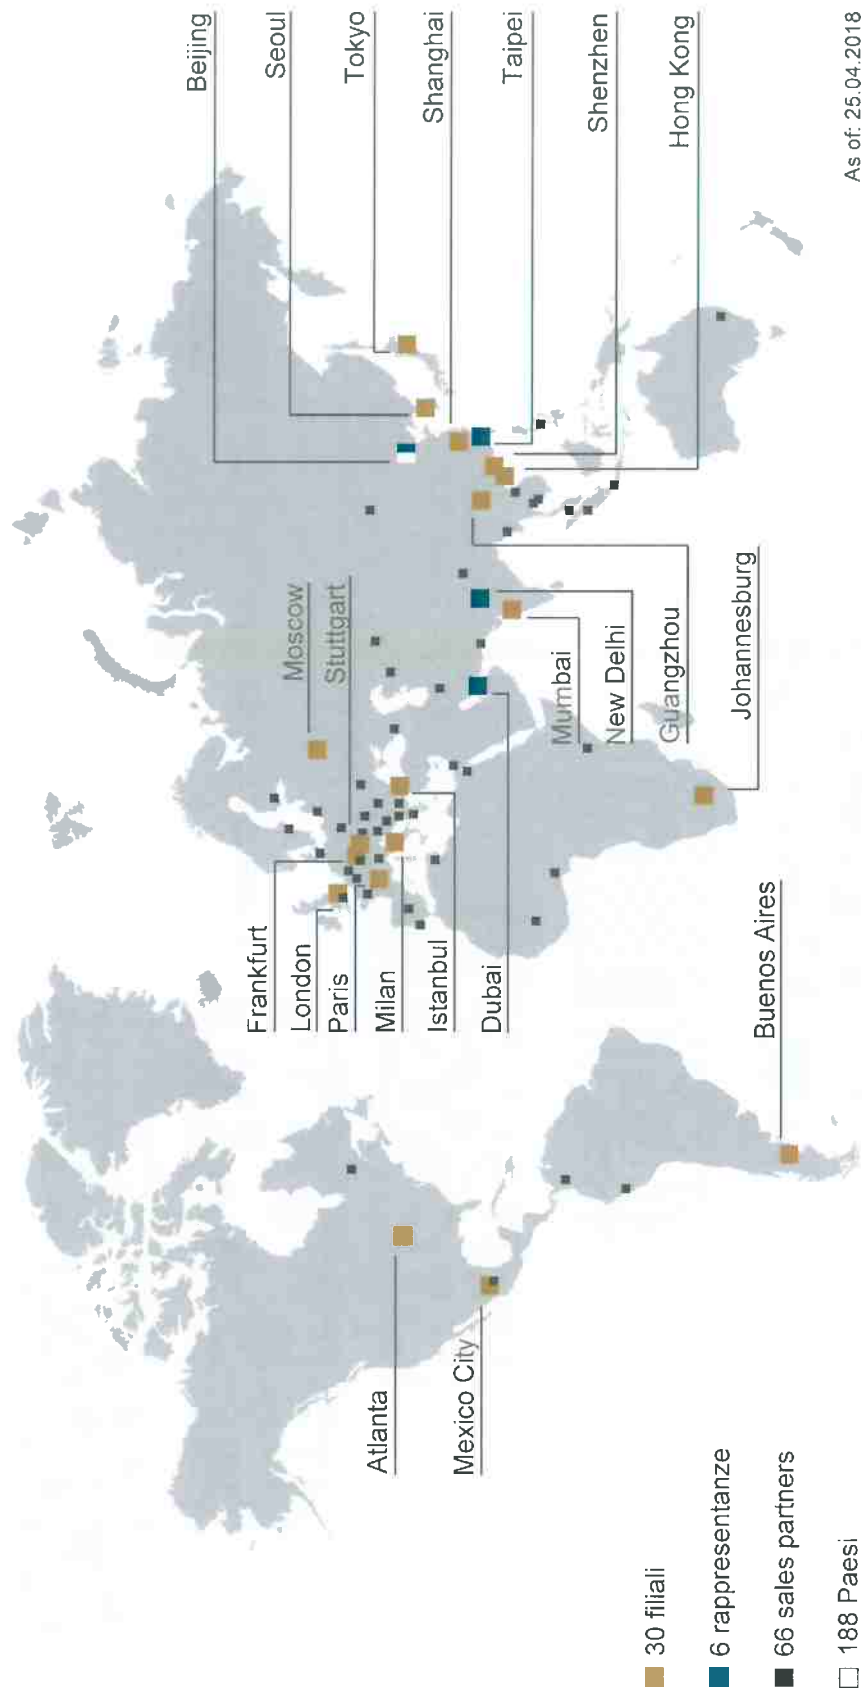 Beijing
Seoul
Tokyo
Shanghai
Taipei
Shenzhen
Hong Kong
As of: 25.04.2018
Moscow
Stuttgart
Mumbai
New Delhi
Guangzhou
Johannesburg
Frankfurt
London
Paris
Milan
Istanbul
Dubai
Buenos Aires
Atlanta
Mexico City
30 filiali
6 rappresentanze
66 sales partners
188 Paesi